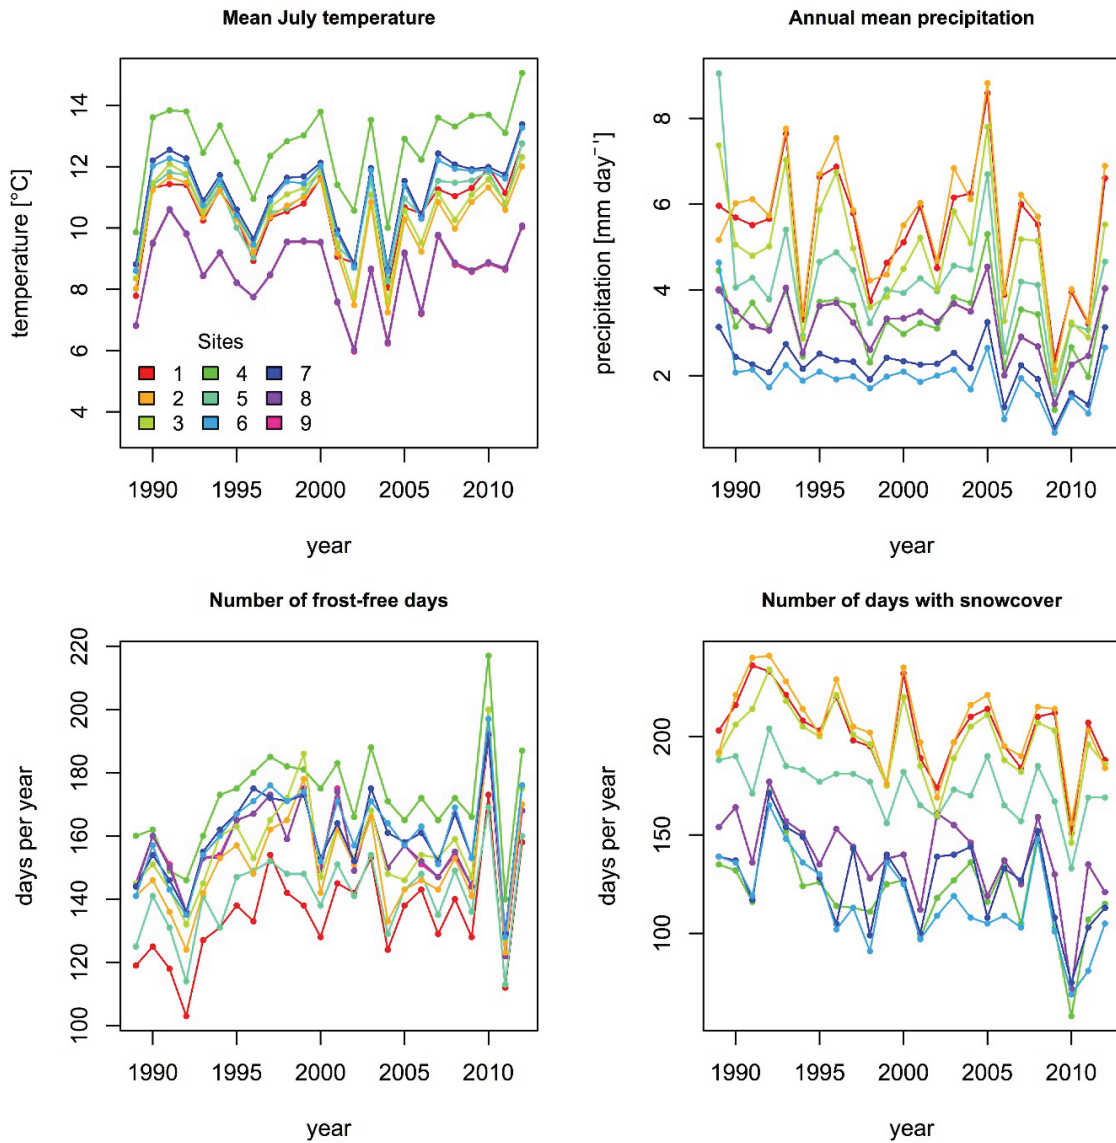 Mean July temperature
temperature [°C]
14
12
10
8
6
4
Sites
1 4 7
2 5 8
3 6 9
1990 1995 2000 2005 2010
year
Annual mean precipitation
precipitation [mm day⁻¹]
8
6
4
2
1990 1995 2000 2005 2010
year
Number of frost-free days
days per year
220
200
180
160
140
120
100
1990 1995 2000 2005 2010
year
Number of days with snowcover
days per year
200
150
100
1990 1995 2000 2005 2010
year